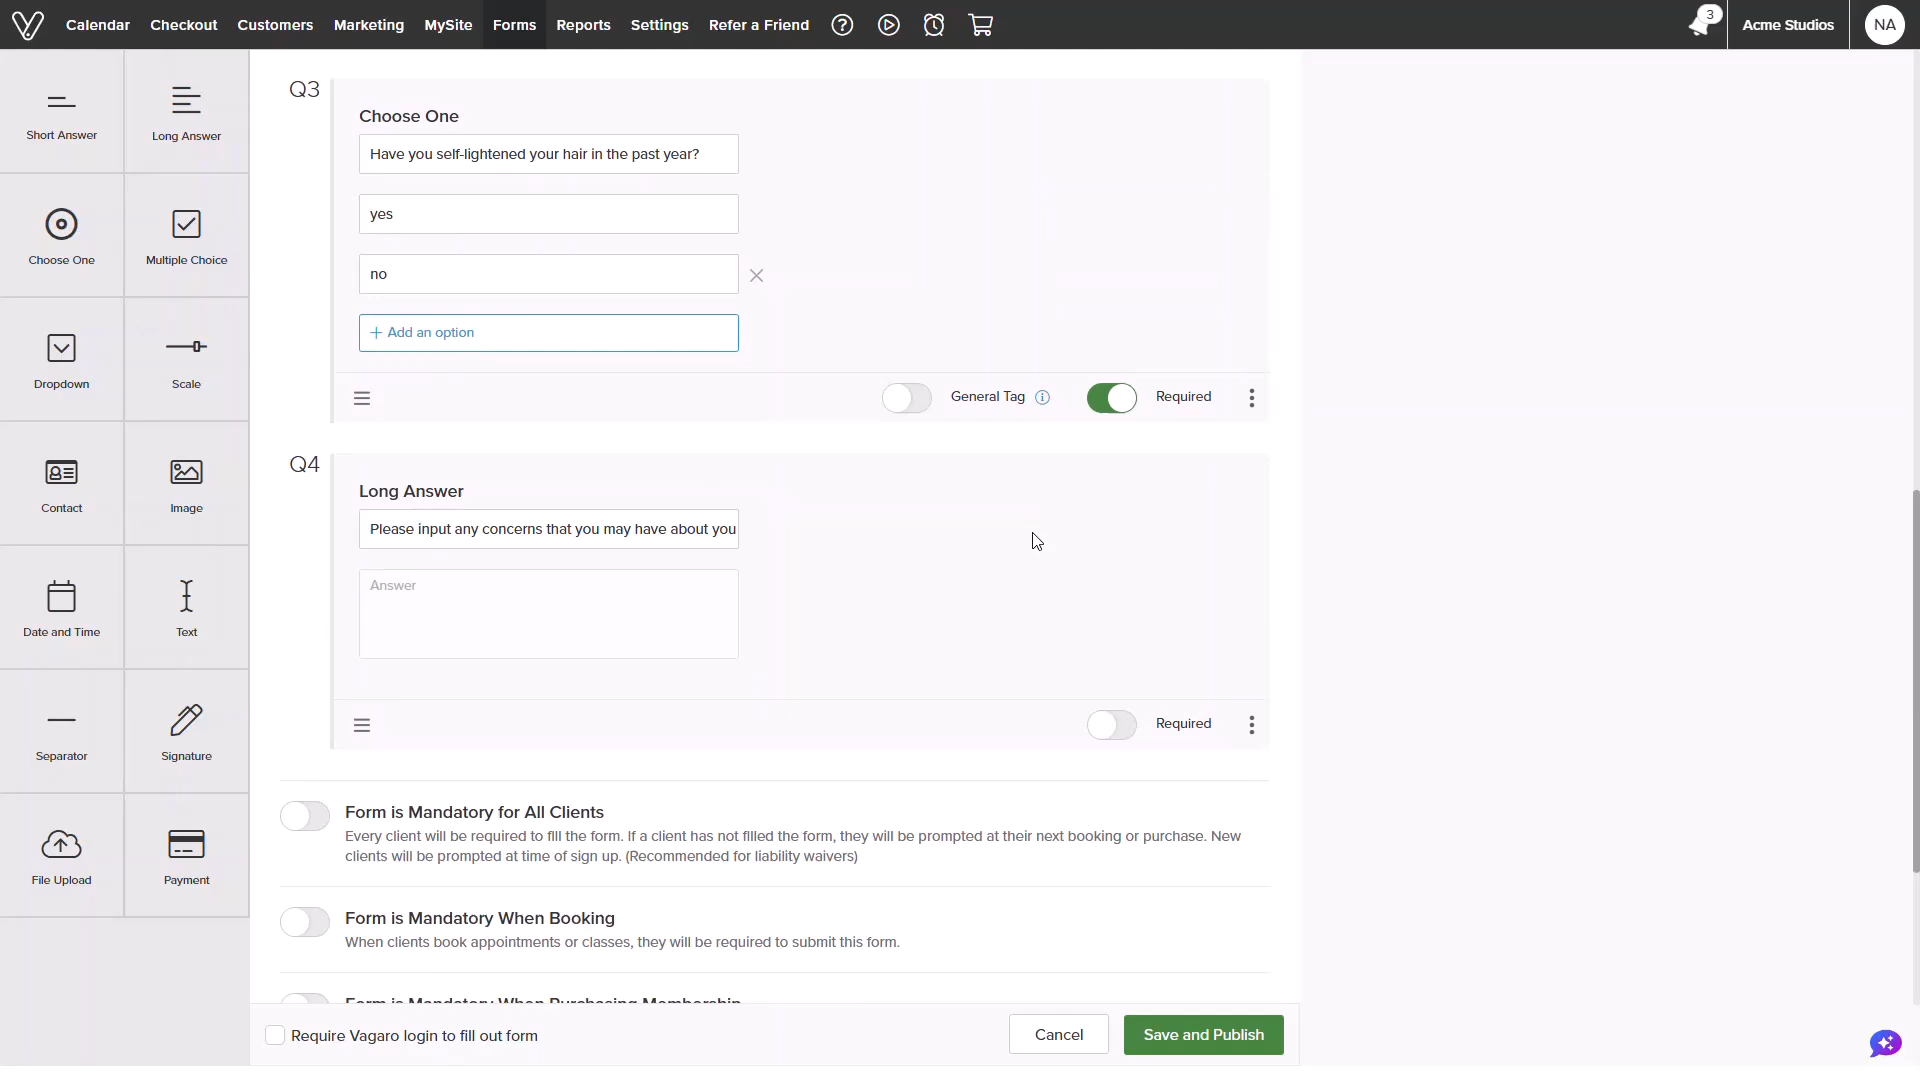 Calendar Checkout Customers Marketing MySite Forms Reports Settings Refer a Friend 3 Acme Studios NA
Short Answer Long Answer
Choose One Multiple Choice
Dropdown Scale
Contact Image
Date and Time Text
Separator Signature
File Upload Payment
Q3
Choose One
Have you self-lightened your hair in the past year?
yes
no
+ Add an option
General Tag Required
Q4
Long Answer
Please input any concerns that you may have about you
Answer
Required
Form is Mandatory for All Clients
Every client will be required to fill the form. If a client has not filled the form, they will be prompted at their next booking or purchase. New
clients will be prompted at time of sign up. (Recommended for liability waivers)
Form is Mandatory When Booking
When clients book appointments or classes, they will be required to submit this form.
Form is Mandatory When Purchasing Membership
Require Vagaro login to fill out form
Cancel Save and Publish